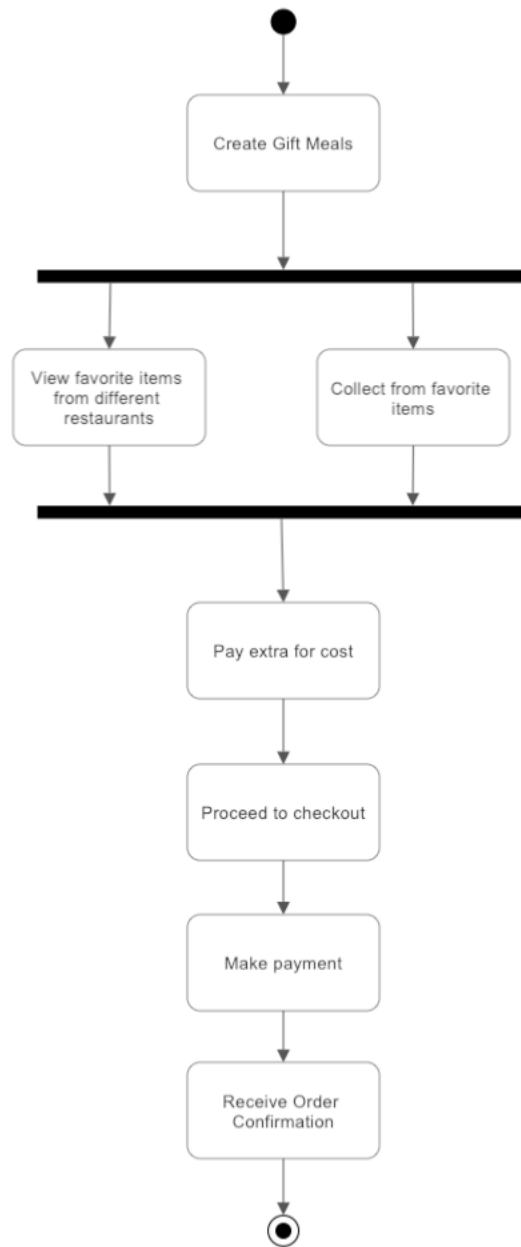 Create Gift Meals
View favorite items
from different
restaurants
Collect from favorite
items
Pay extra for cost
Proceed to checkout
Make payment
Receive Order
Confirmation